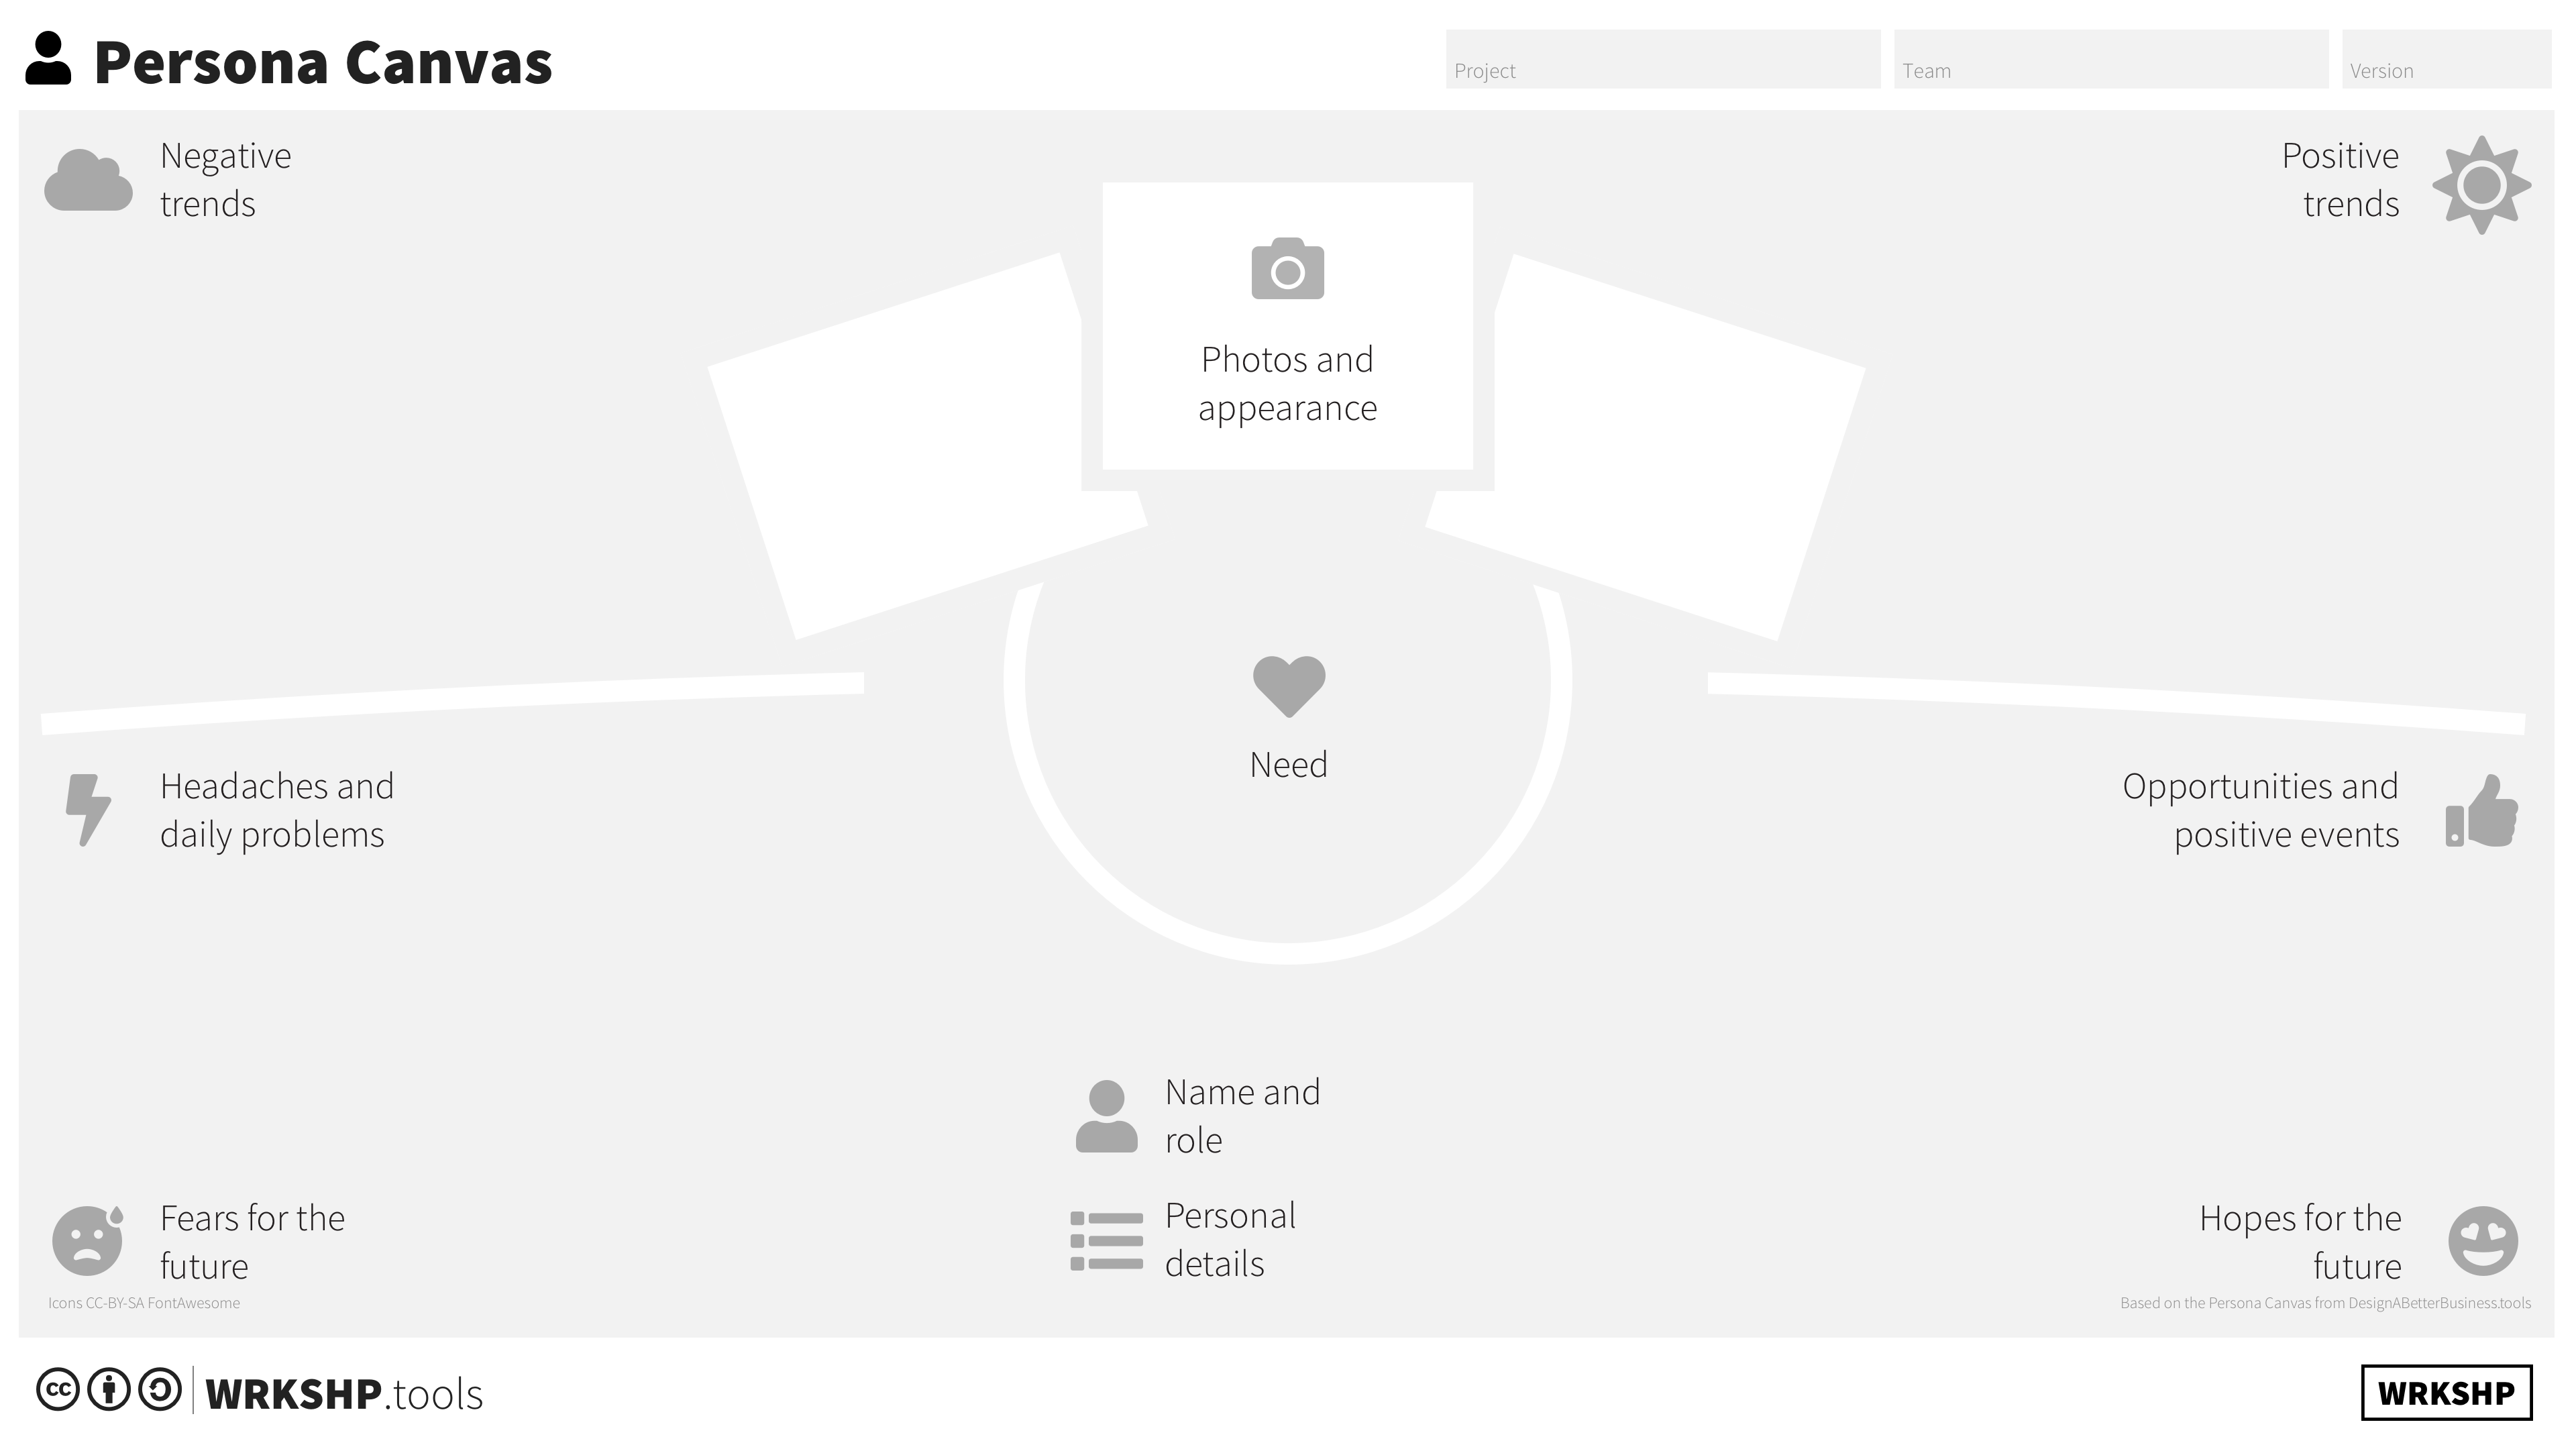 Persona Canvas
Project
Team
Version
Negative
trends
Positive
trends
Photos and
appearance
Need
Headaches and
daily problems
Opportunities and
positive events
Name and
role
Personal
details
Fears for the
future
Hopes for the
future
Icons CC-BY-SA FontAwesome
Based on the Persona Canvas from DesignABetterBusiness.tools
cc
WRKSHP.tools
WRKSHP